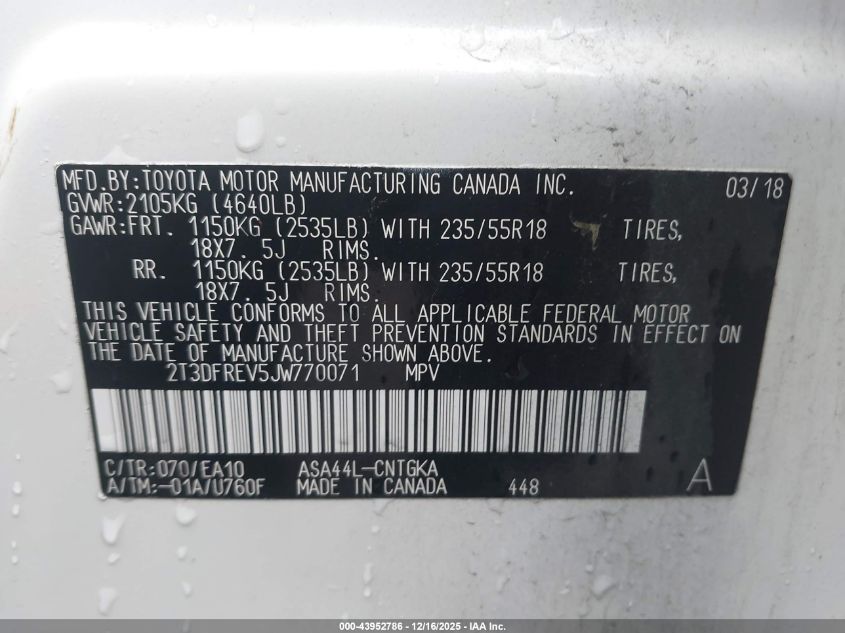 MFD.BY:TOYOTA MOTOR MANUFACTURING CANADA INC. 03/18
GVWR:2105KG (4640LB)
GAWR:FRT. 1150KG (2535LB) WITH 235/55R18 TIRES,
18X7. 5J RIMS.
RR. 1150KG (2535LB) WITH 235/55R18 TIRES,
18X7. 5J RIMS.
THIS VEHICLE CONFORMS TO ALL APPLICABLE FEDERAL MOTOR
VEHICLE SAFETY AND THEFT PREVENTION STANDARDS IN EFFECT ON
THE DATE OF MANUFACTURE SHOWN ABOVE.
2T3DFREV5JW770071 MPV
C/TR:070/EA10 ASA44L-CNTGKA
A/TM:-01A/U760F MADE IN CANADA 448 A
000-43952786 - 12/16/2025 - IAA Inc.